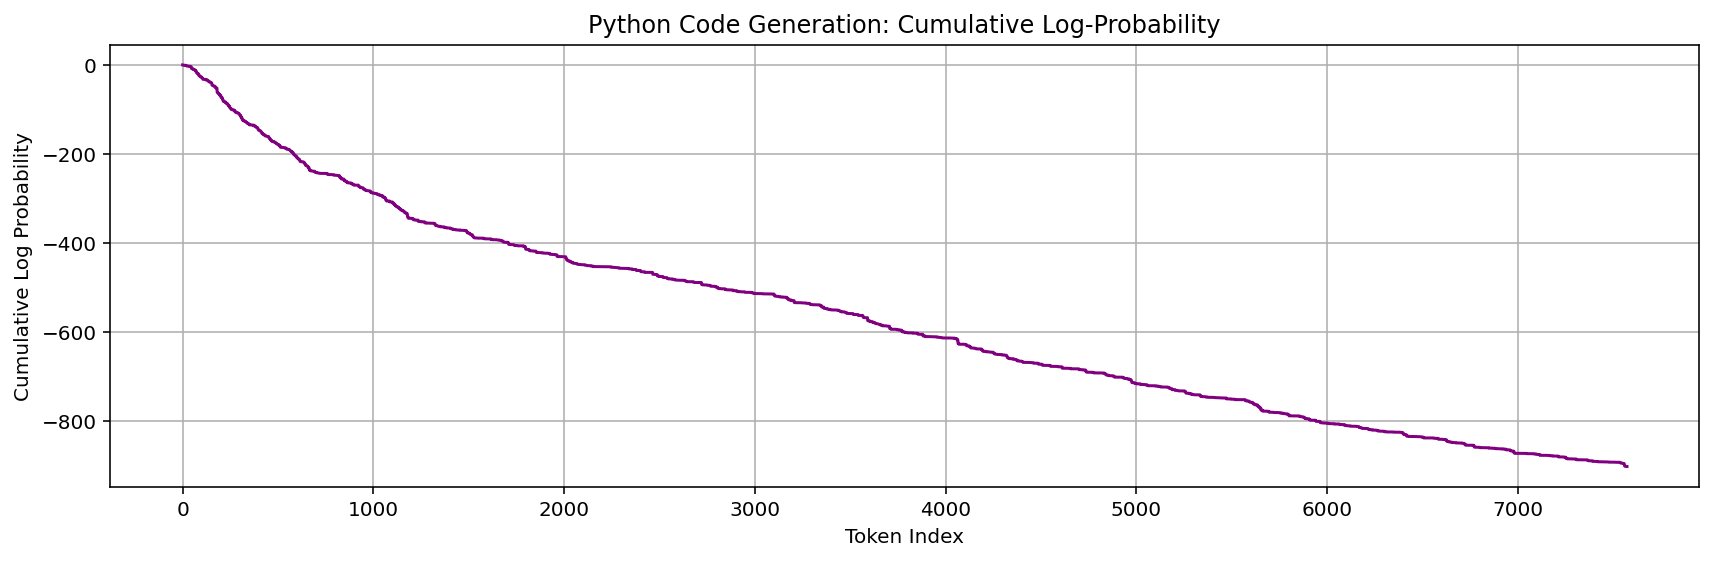 Python Code Generation: Cumulative Log-Probability
Cumulative Log Probability
0
−200
−400
−600
−800
0 1000 2000 3000 4000 5000 6000 7000
Token Index